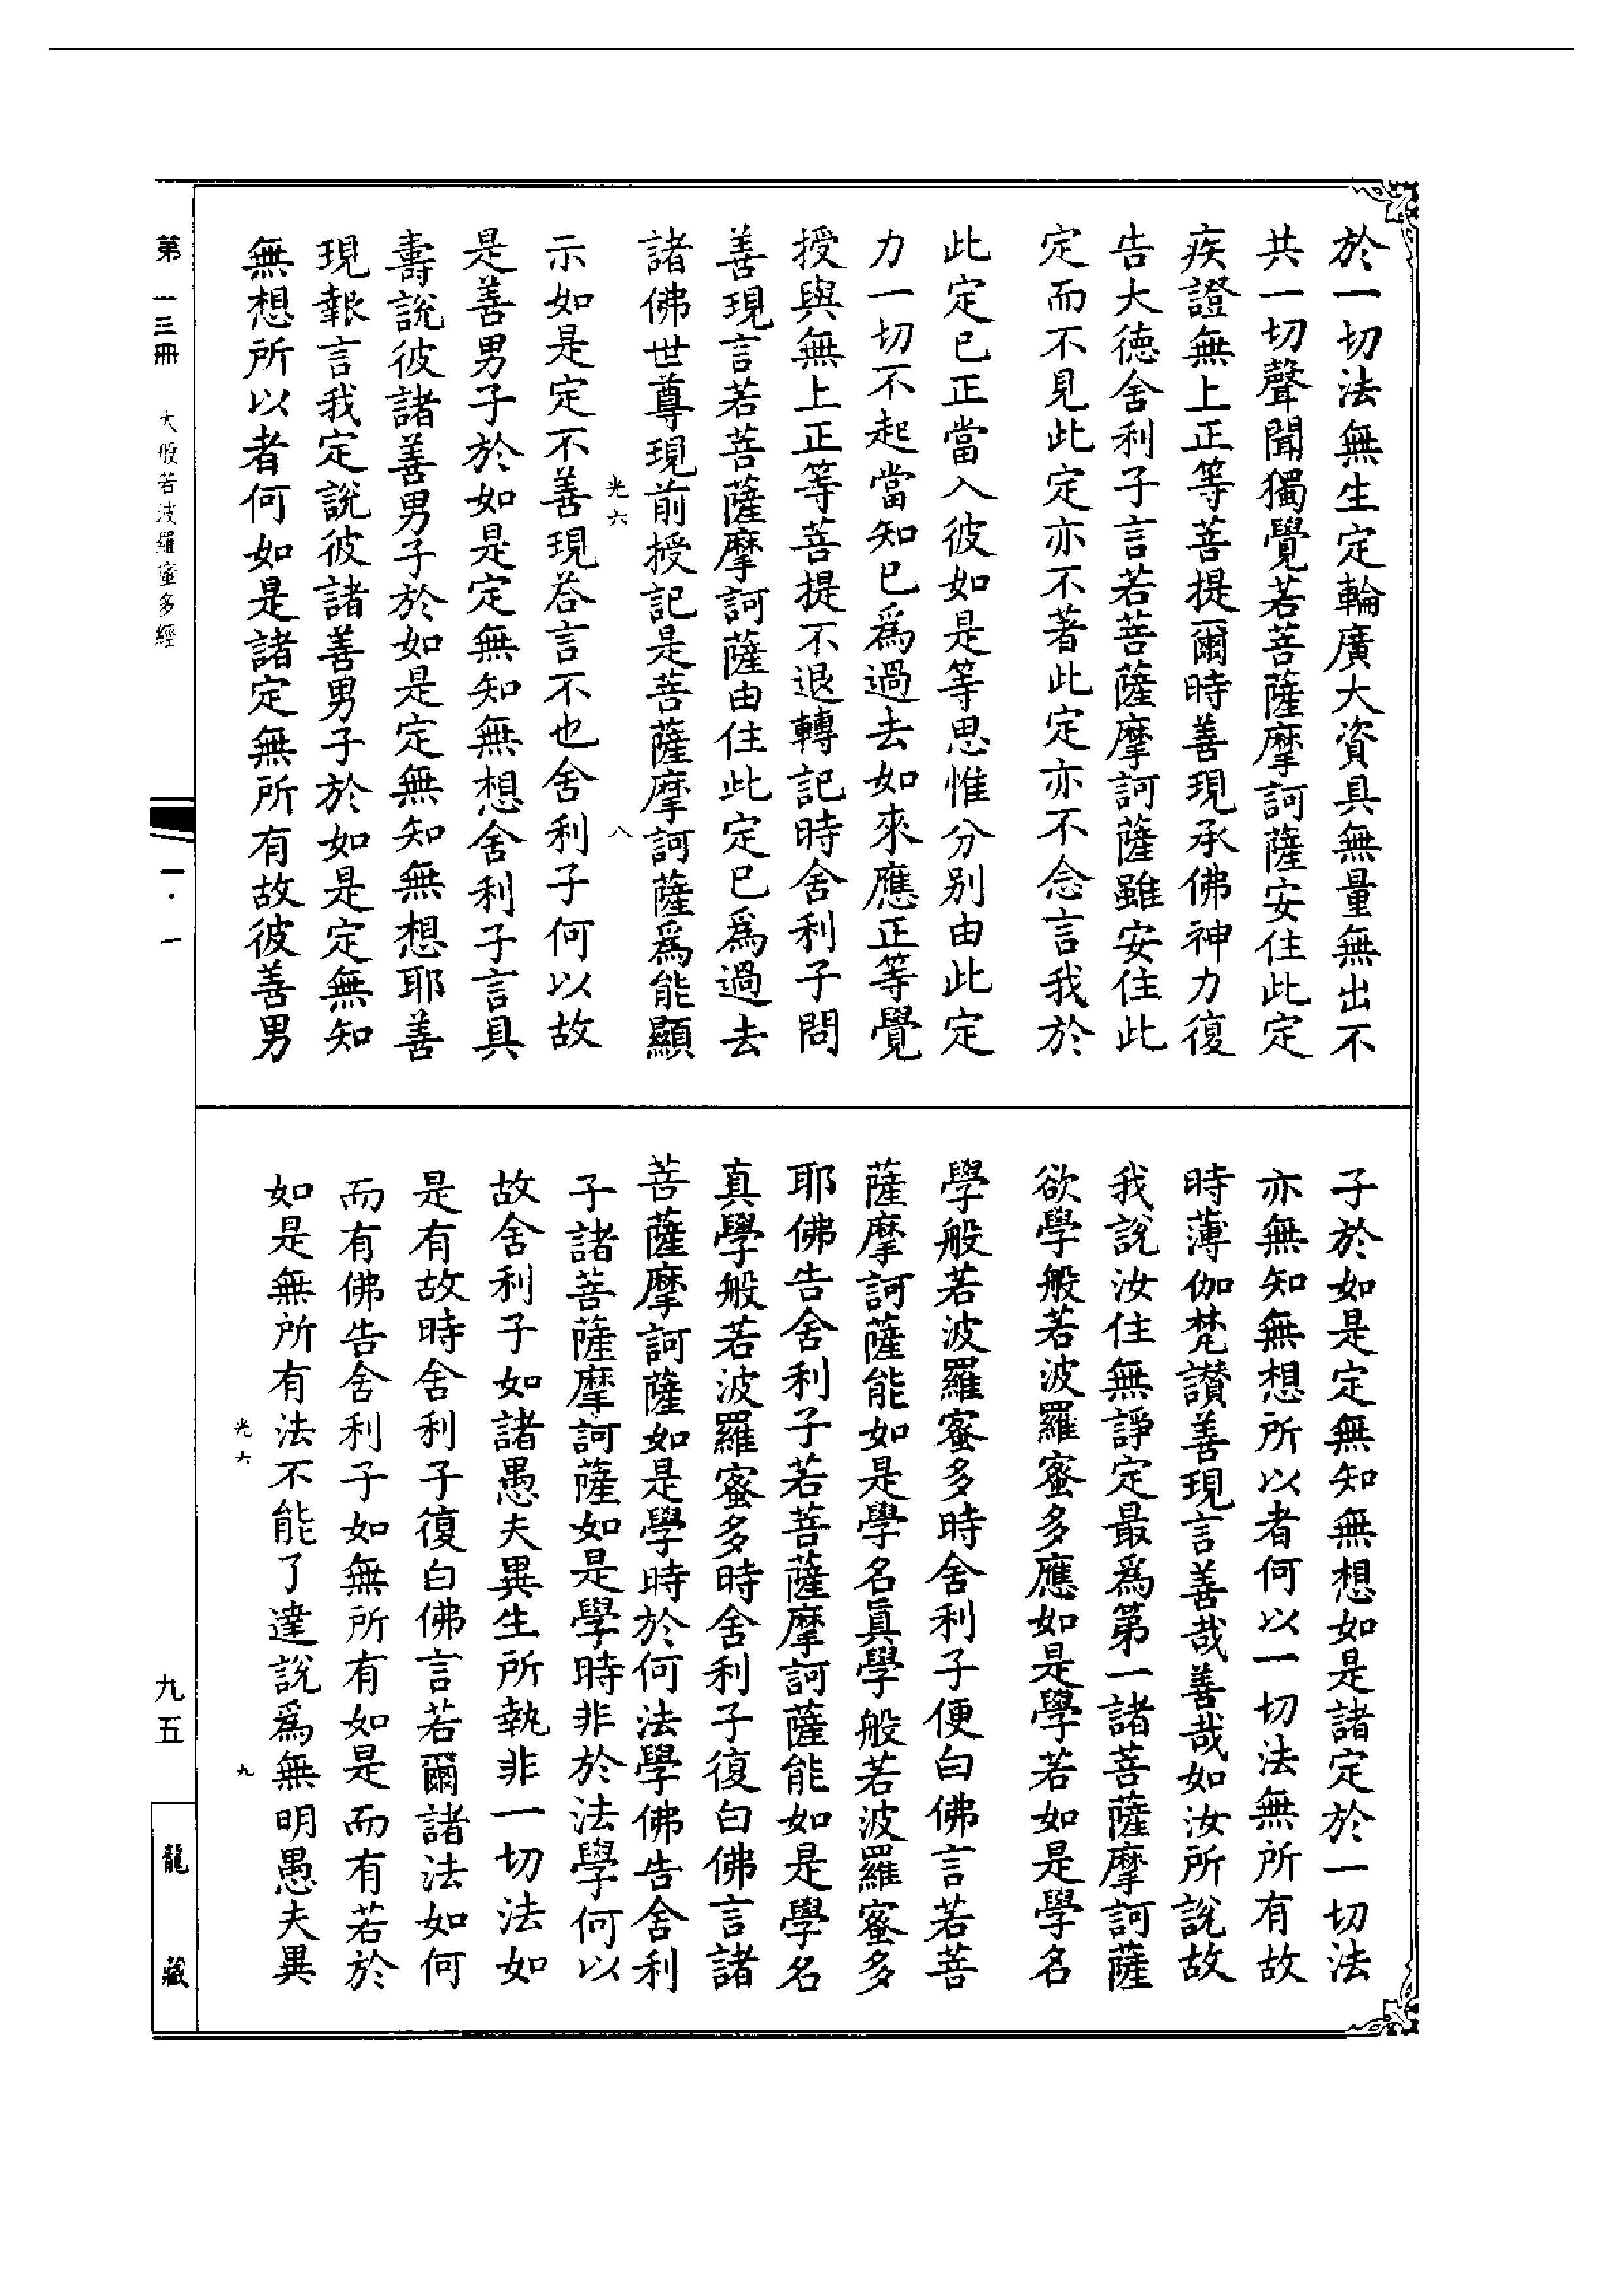 於一切法無生定輪廣大資具無量無出不
共一切聲聞獨覺若菩薩摩訶薩安住此定
疾證無上正等菩提爾時善現承佛神力復
告大德舍利子言若菩薩摩訶薩雖安住此
定而不見此定亦不著此定亦不念言我於
此定已正當入彼如是等思惟分別由此定
力一切不起當知已爲過去如來應正等覺
授與無上正等菩提不退轉記時舍利子問
善現言若菩薩摩訶薩由住此定已爲過去
諸佛世尊現前授記是菩薩摩訶薩爲能顯
光六 八
示如是定不善現荅言不也舍利子何以故
是善男子於如是定無知無想舍利子言具
壽說彼諸善男子於如是定無知無想耶善
現報言我定說彼諸善男子於如是定無知
無想所以者何如是諸定無所有故彼善男
子於如是定無知無想如是諸定於一切法
亦無知無想所以者何以一切法無所有故
時薄伽梵讚善現言善哉善哉如汝所說故
我說汝住無諍定最爲第一諸菩薩摩訶薩
欲學般若波羅蜜多應如是學若如是學名
學般若波羅蜜多時舍利子便白佛言若菩
薩摩訶薩能如是學名眞學般若波羅蜜多
耶佛告舍利子若菩薩摩訶薩能如是學名
真學般若波羅蜜多時舍利子復白佛言諸
菩薩摩訶薩如是學時於何法學佛告舍利
子諸菩薩摩訶薩如是學時非於法學何以
故舍利子如諸愚夫異生所執非一切法如
是有故時舍利子復白佛言若爾諸法如何
而有佛告舍利子如無所有如是而有若於
如是無所有法不能了達說爲無明愚夫異
光六 九
第一三冊 大般若波羅蜜多經
一·一
九五
龍藏